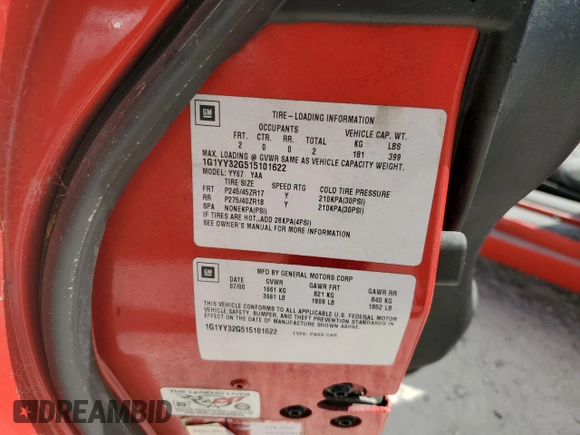 GM
TIRE-LOADING INFORMATION
OCCUPANTS VEHICLE CAP. WT.
FRT. CTR. RR. TOTAL KG LBS
2 0 0 2 181 399
MAX. LOADING @ GVWR SAME AS VEHICLE CAPACITY WEIGHT.
1G1YY32G515101622
MODEL: YY67 YAA
TIRE SIZE SPEED RTG COLD TIRE PRESSURE
FRT P245/45ZR17 Y 210KPA(30PSI)
RR P275/40ZR18 Y 210KPA(30PSI)
SPA NONEKPA(PSI)
IF TIRES ARE HOT, ADD 28KPA(4PSI)
SEE OWNER'S MANUAL FOR MORE INFORMATION
GM
MFD BY GENERAL MOTORS CORP
DATE GVWR GAWR FRT GAWR RR
07/00 1661 KG 821 KG 840 KG
3661 LB 1809 LB 1852 LB
THIS VEHICLE CONFORMS TO ALL APPLICABLE U.S. FEDERAL MOTOR
VEHICLE SAFETY, BUMPER, AND THEFT PREVENTION STANDARDS IN
EFFECT ON THE DATE OF MANUFACTURE SHOWN ABOVE.
1G1YY32G515101622 TYPE: PASS CAR
THE LEGEND LIVES
DREAMBID